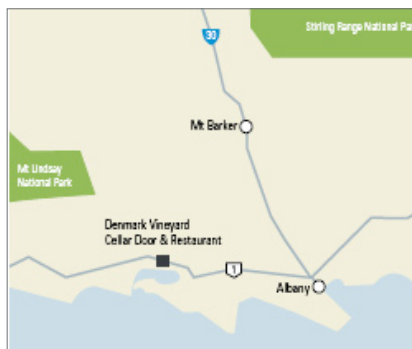 30
Stirling Range National Pa
Mt Barker
Mt Lindsay
National Park
Denmark Vineyard
Cellar Door & Restaurant
1
Albany